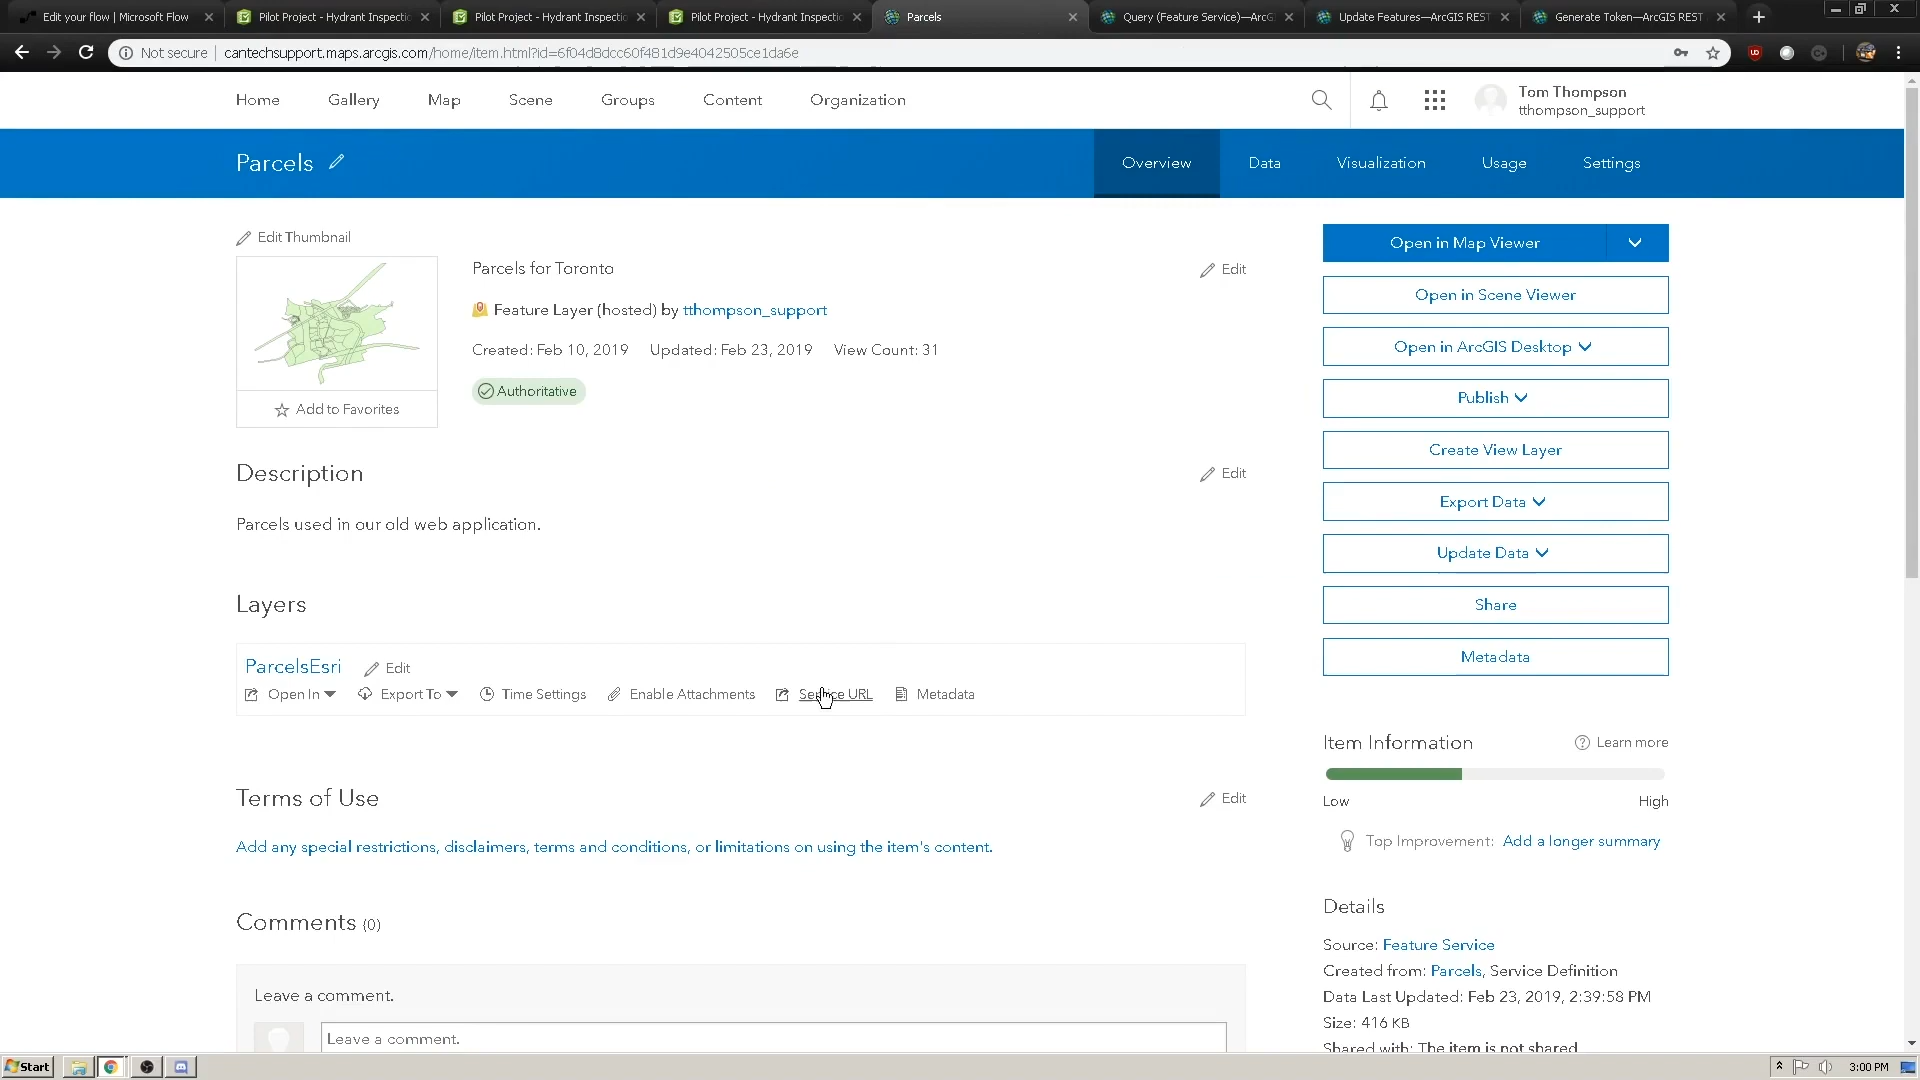 Edit your flow | Microsoft Flow
Pilot Project - Hydrant Inspectic
Pilot Project - Hydrant Inspectio
Pilot Project - Hydrant Inspectic
Parcels
Query (Feature Service)—ArcG
Update Features—ArcGIS REST
Generate Token—ArcGIS REST
Not secure | cantechsupport.maps.arcgis.com/home/item.html?id=6f04d8dcc60f481d9e4042505ce1da6e
Home Gallery Map Scene Groups Content Organization
Tom Thompson
tthompson_support
Parcels
Overview Data Visualization Usage Settings
Edit Thumbnail
Add to Favorites
Parcels for Toronto
Edit
Feature Layer (hosted) by tthompson_support
Created: Feb 10, 2019 Updated: Feb 23, 2019 View Count: 31
Authoritative
Description
Edit
Parcels used in our old web application.
Layers
ParcelsEsri Edit
Open In Export To Time Settings Enable Attachments Service URL Metadata
Terms of Use
Edit
Add any special restrictions, disclaimers, terms and conditions, or limitations on using the item's content.
Comments (0)
Leave a comment.
Leave a comment.
Open in Map Viewer
Open in Scene Viewer
Open in ArcGIS Desktop
Publish
Create View Layer
Export Data
Update Data
Share
Metadata
Item Information
Learn more
Low High
Top Improvement: Add a longer summary
Details
Source: Feature Service
Created from: Parcels, Service Definition
Data Last Updated: Feb 23, 2019, 2:39:58 PM
Size: 416 KB
Shared with: The item is not shared
Start
3:00 PM